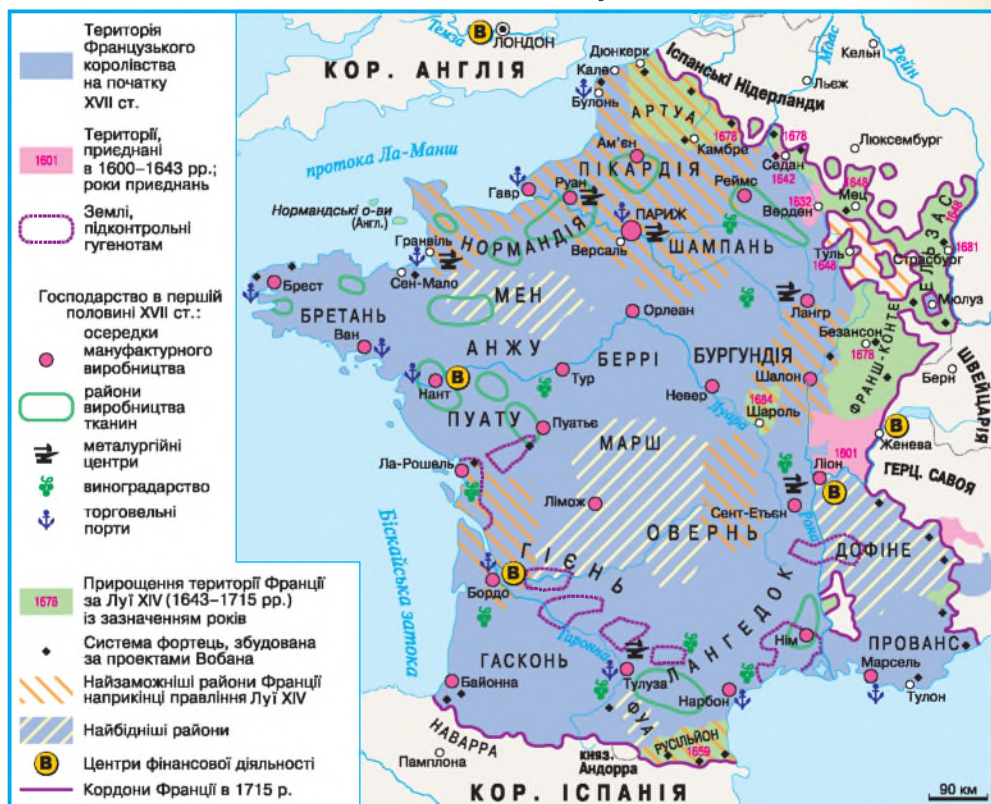 Територія
Французького
королівства
на початку
XVII ст.
1601
Території,
приєднані
в 1600–1643 рр.;
роки приєднань
Землі,
підконтрольні
гугенотам
Господарство в першій
половині XVII ст.:
осередки
мануфактурного
виробництва
райони
виробництва
тканин
металургійні
центри
виноградарство
торговельні
порти
1678
Прирощення території Франції
за Луї XIV (1643–1715 рр.)
із зазначенням років
Система фортець, збудована
за проектами Вобана
Найзаможніші райони Франції
наприкінці правління Луї XIV
Найбідніші райони
В
Центри фінансової діяльності
Кордони Франції в 1715 р.
Темза
В
ЛОНДОН
КОР. АНГЛІЯ
Дюнкерк
Кале
Булонь
Іспанські Нідерланди
Маас
Кельн
Рейн
Льєж
АРТУА
1678
1678
Камбре
Седан
1642
Люксембург
протока Ла-Манш
Ам'єн
ПІКАРДІЯ
Гавр
Руан
Реймс
1632
Верден
1648
Мец
1648
Нормандські о-ви
(Англ.)
НОРМАНДІЯ
ПАРИЖ
Версаль
ШАМПАНЬ
Туль
1648
ЕЛЬЗАС
1681
Страсбург
Гранвіль
Сен-Мало
Брест
БРЕТАНЬ
МЕН
Орлеан
Лангр
Мюлуз
Ван
АНЖУ
БЕРРІ
БУРГУНДІЯ
Безансон
1678
ФРАНШ-КОНТЕ
Нант
В
Тур
Невер
Шалон
Берн
ШВЕЙЦАРІЯ
ПУАТУ
Луара
1684
Шароль
Пуатьє
МАРШ
В
Женева
1601
Ла-Рошель
Ліон
В
ГЕРЦ. САВОЯ
Лімож
ОВЕРНЬ
Сент-Етьєн
Рона
ДОФІНЕ
Біскайська затока
ГІЄНЬ
В
Бордо
Гаронна
ЛАНГЕДОК
Нім
ПРОВАНС
ГАСКОНЬ
Байонна
Тулуза
Нарбон
Марсель
Тулон
ФУА
НАВАРРА
Памплона
княз.
Андорра
РУСІЛЬЙОН
1659
КОР. ІСПАНІЯ
90 км